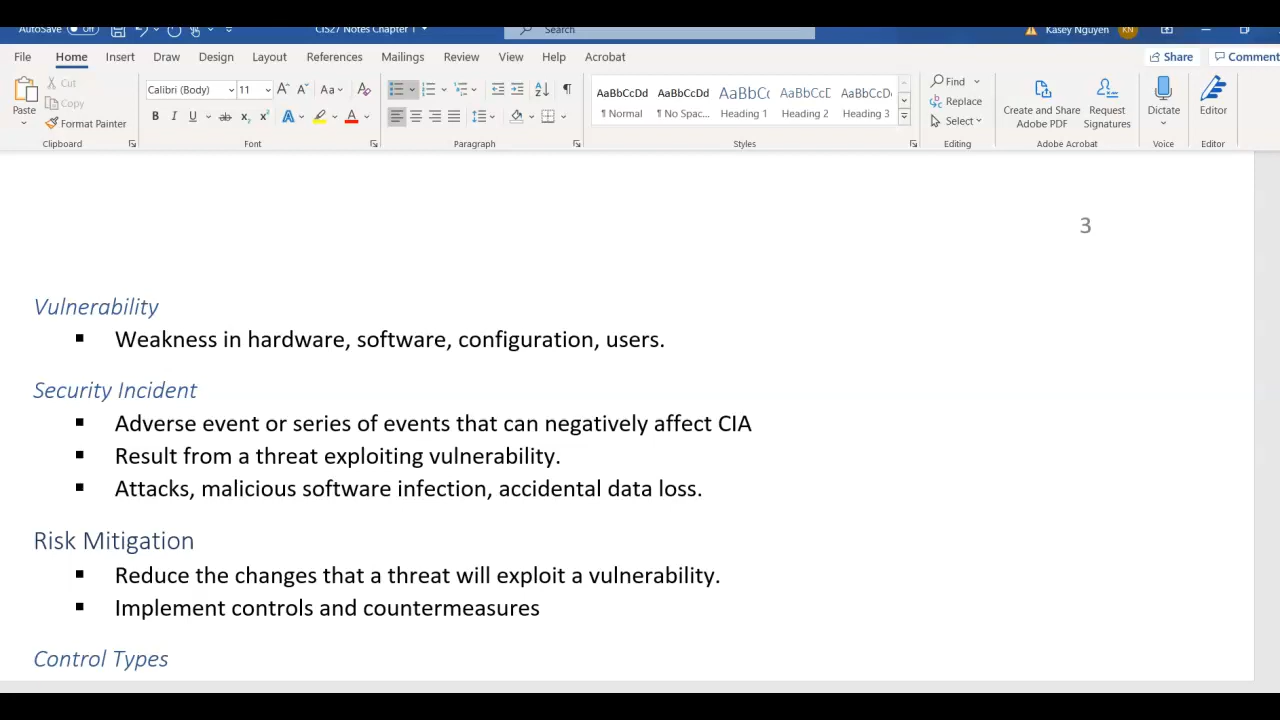 AutoSave Off CIS27 Notes Chapter 1 Search Kasey Nguyen KN
File Home Insert Draw Design Layout References Mailings Review View Help Acrobat Share Comment
Paste Cut Copy Format Painter
Calibri (Body) 11 A A Aa A
B I U ab x₂ x² A A
AaBbCcDd AaBbCcDd AaBbCc AaBbCcD AaBbCcD
¶ Normal ¶ No Spac... Heading 1 Heading 2 Heading 3
Find Replace Select
Create and Share Adobe PDF Request Signatures Dictate Editor
Clipboard Font Paragraph Styles Editing Adobe Acrobat Voice Editor
3
Vulnerability
▪ Weakness in hardware, software, configuration, users.
Security Incident
▪ Adverse event or series of events that can negatively affect CIA
▪ Result from a threat exploiting vulnerability.
▪ Attacks, malicious software infection, accidental data loss.
Risk Mitigation
▪ Reduce the changes that a threat will exploit a vulnerability.
▪ Implement controls and countermeasures
Control Types